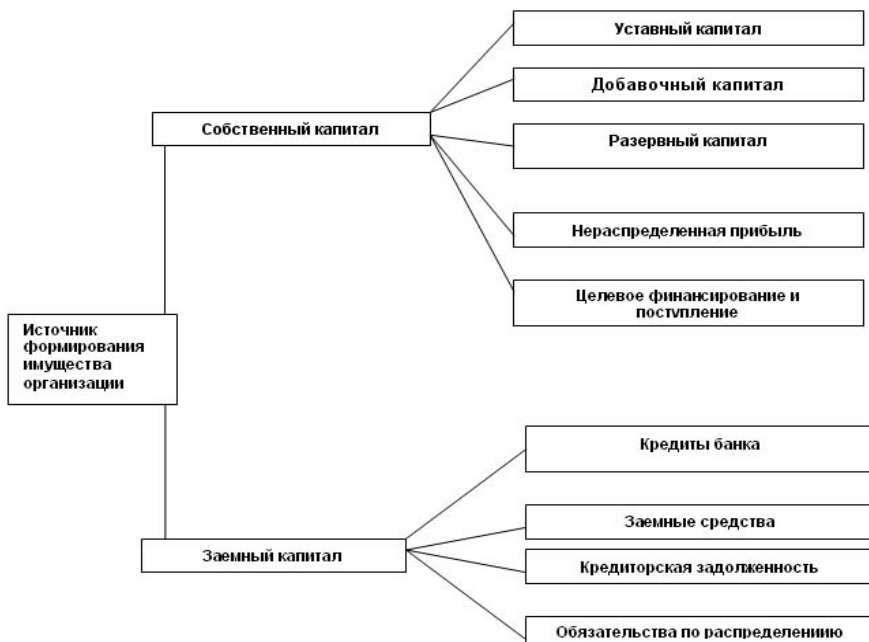 Уставный капитал
Добавочный капитал
Собственный капитал
Разервный капитал
Нераспределенная прибыль
Целевое финансирование и
поступление
Источник
формирования
имущества
организации
Кредиты банка
Заемные средства
Заемный капитал
Кредиторская задолженность
Обязательства по распределениию